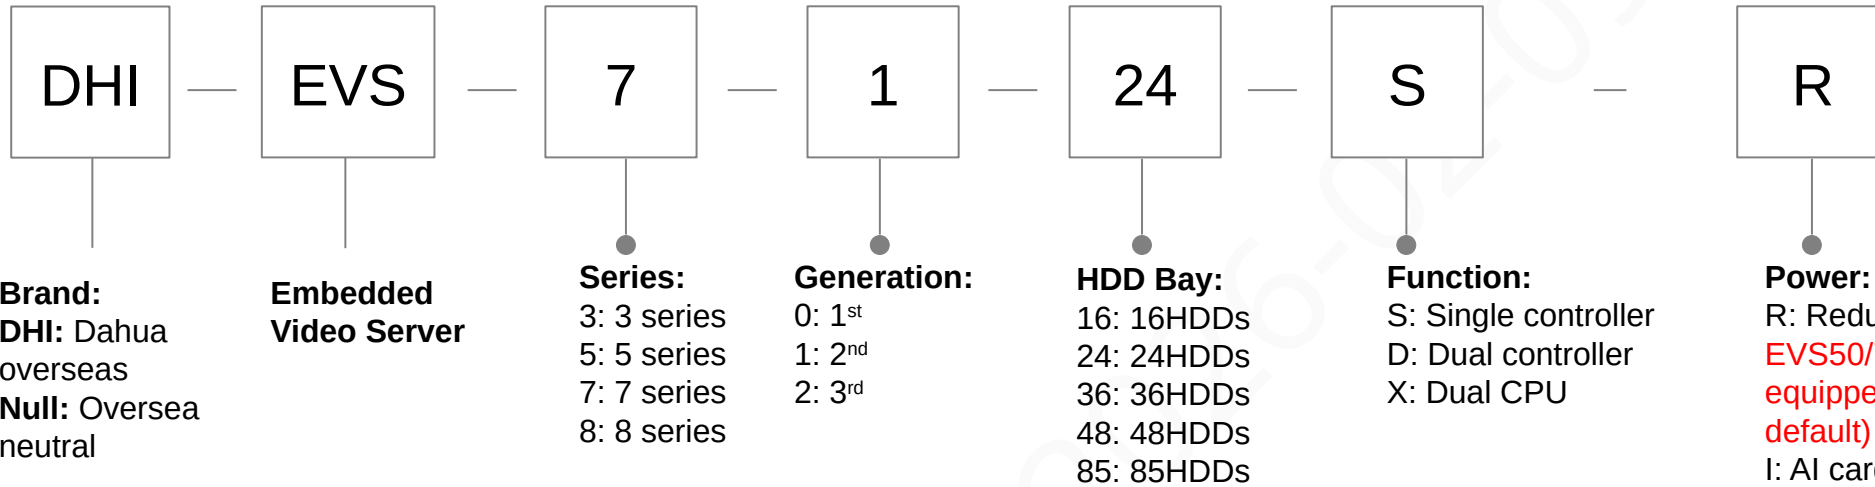 DHI EVS 7 1 24 S R
Brand:
DHI: Dahua
overseas
Null: Oversea
neutral
Embedded
Video Server
Series:
3: 3 series
5: 5 series
7: 7 series
8: 8 series
Generation:
0: 1st
1: 2nd
2: 3rd
HDD Bay:
16: 16HDDs
24: 24HDDs
36: 36HDDs
48: 48HDDs
85: 85HDDs
Function:
S: Single controller
D: Dual controller
X: Dual CPU
Power:
R: Redu
EVS50/
equippe
default)
I: AI car